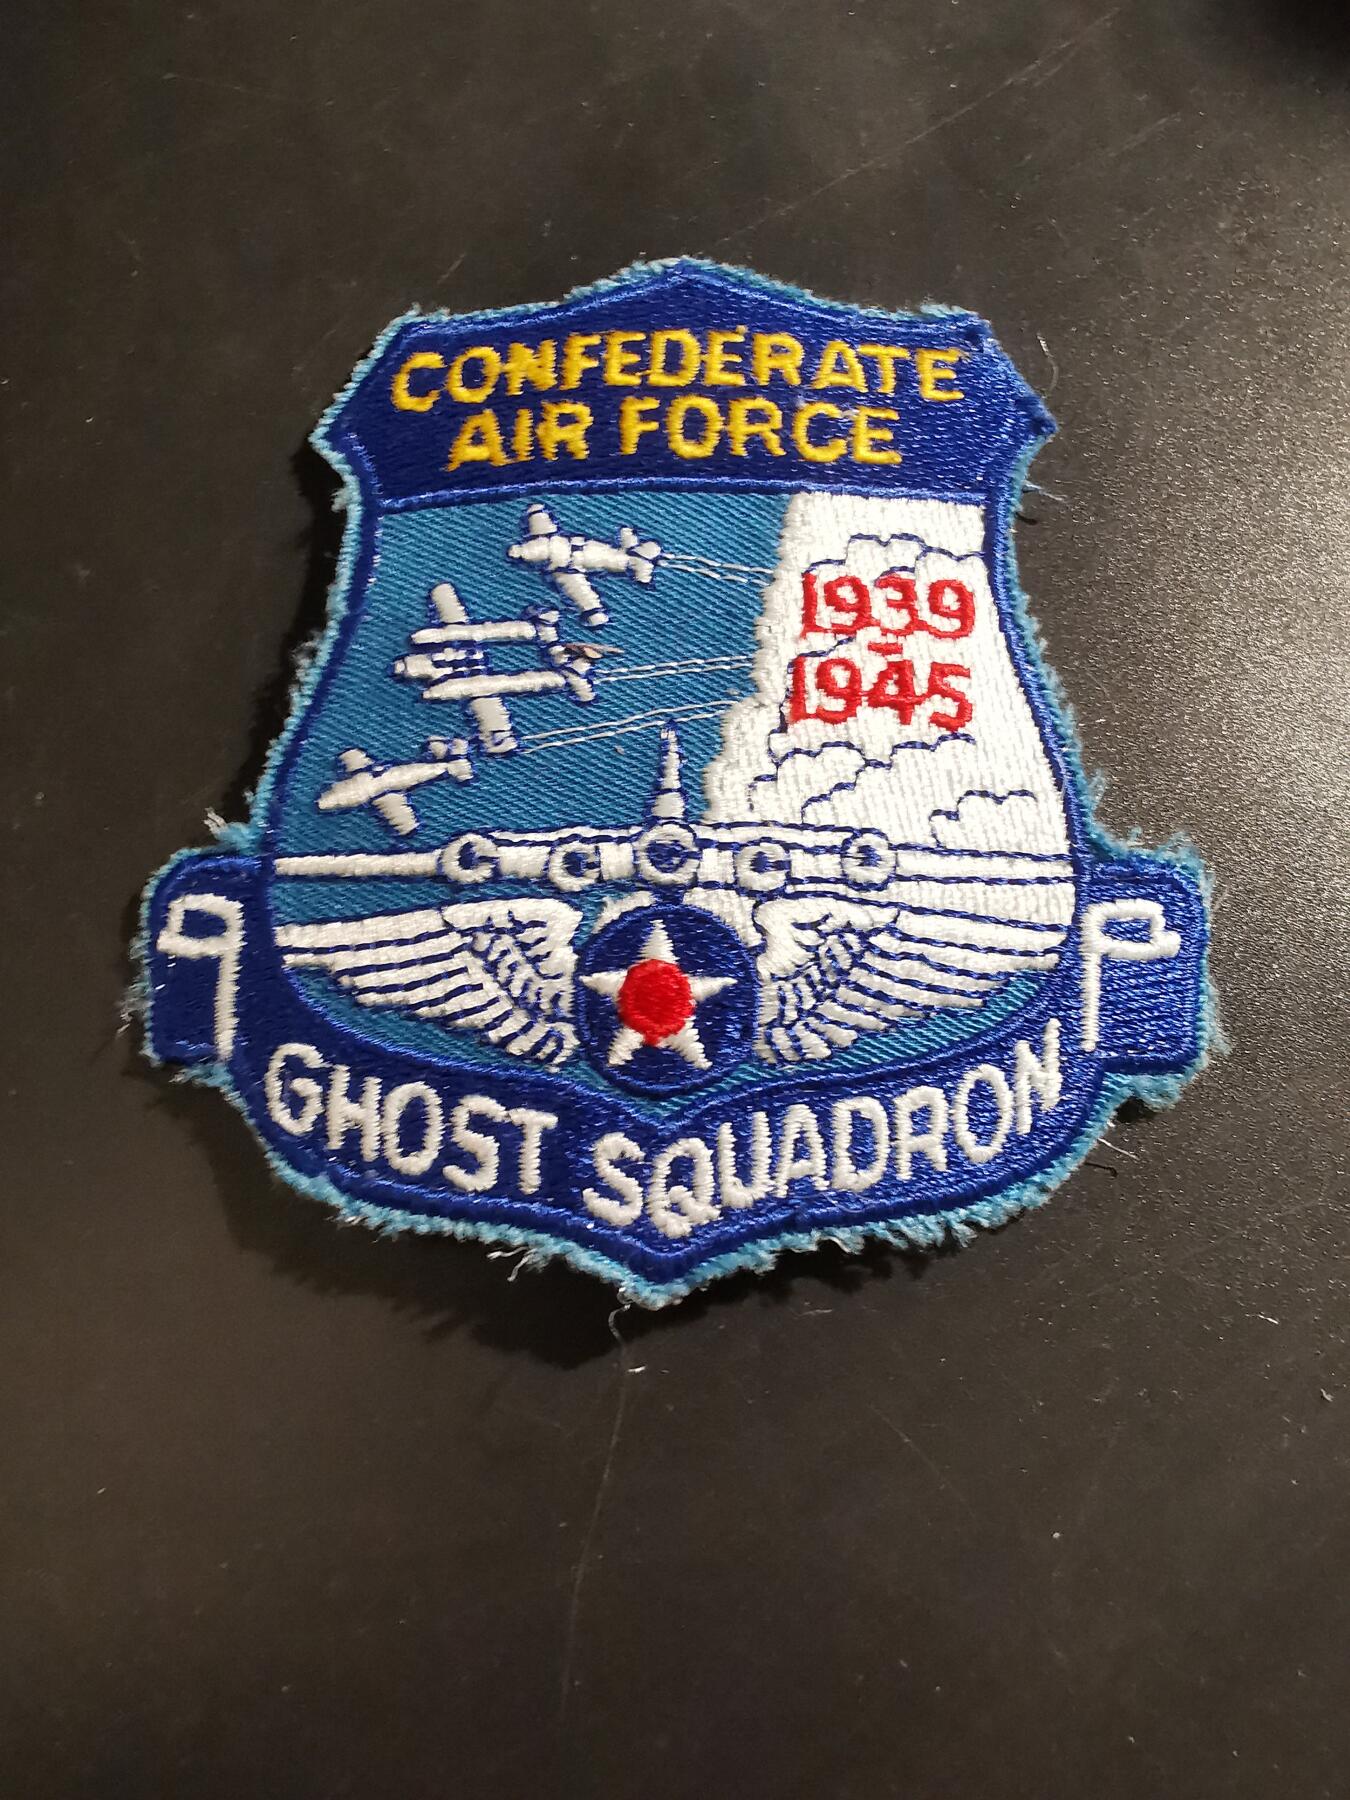 CONFEDERATE
AIR FORCE
1939
-
1945
GHOST SQUADRON